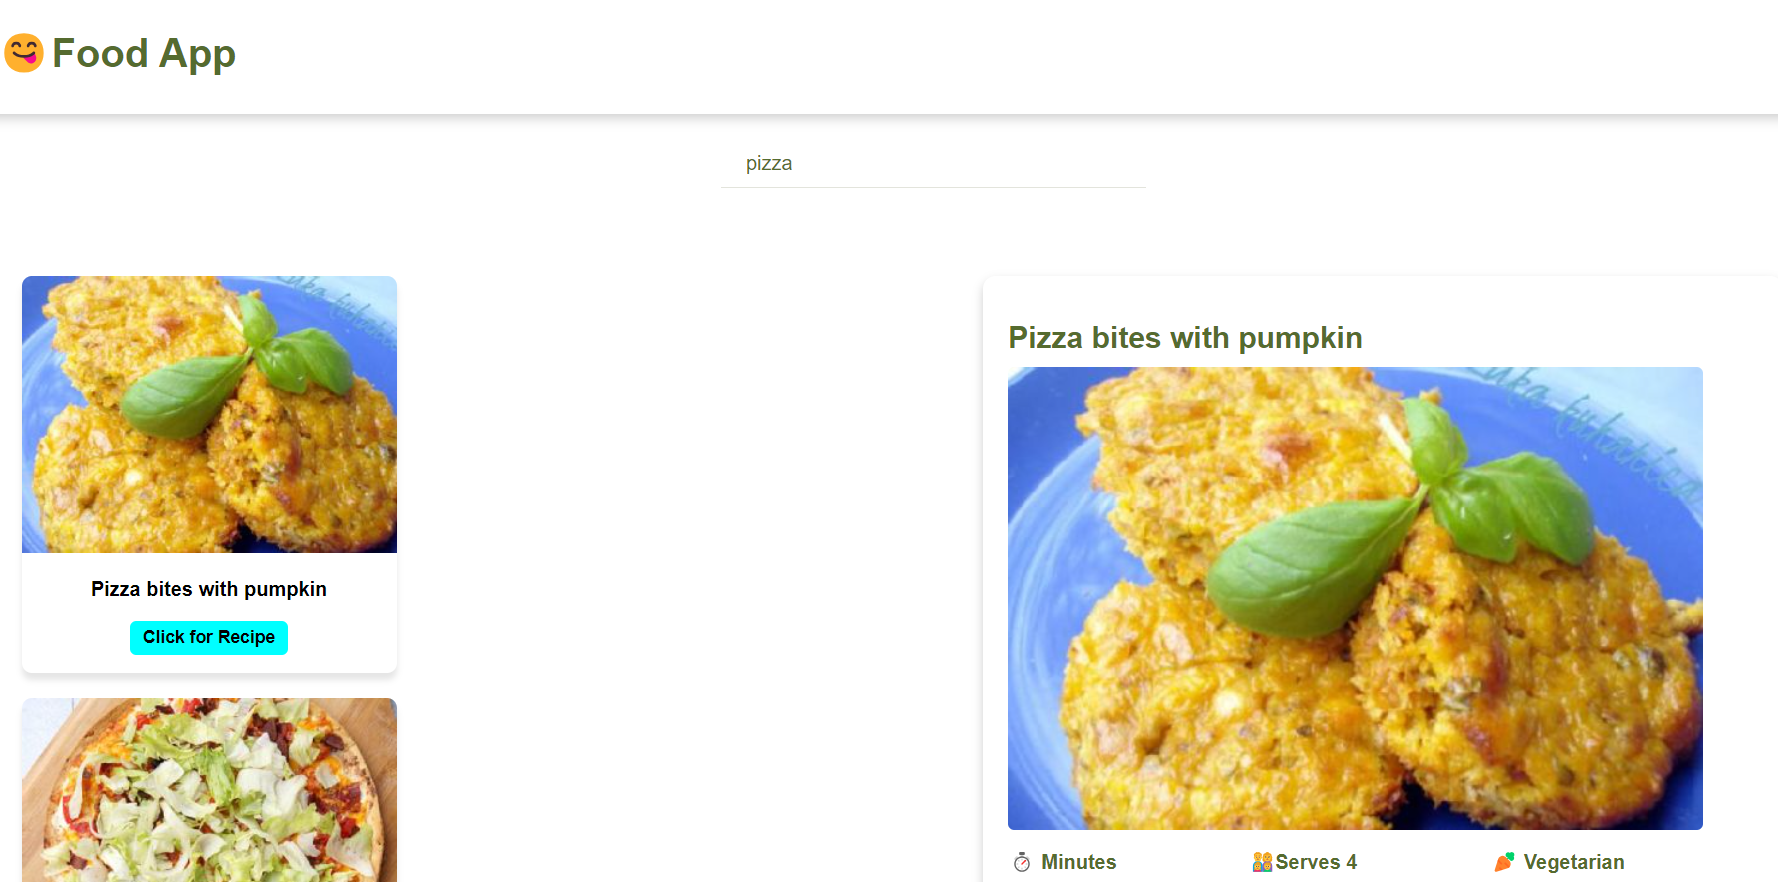 Food App
pizza
Pizza bites with pumpkin
Click for Recipe
Pizza bites with pumpkin
Minutes
Serves 4
Vegetarian